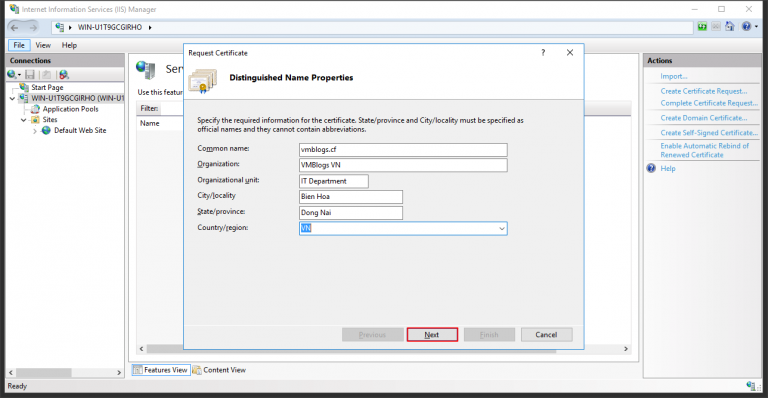 Internet Information Services (IIS) Manager
WIN-U1T9GCGIRHO
File View Help
Connections
Start Page
WIN-U1T9GCGIRHO (WIN-U1
Application Pools
Sites
Default Web Site
Ser
Use this feature
Filter:
Name
Request Certificate
Distinguished Name Properties
Specify the required information for the certificate. State/province and City/locality must be specified as
official names and they cannot contain abbreviations.
Common name: vmblogs.cf
Organization: VMBlogs VN
Organizational unit: IT Department
City/locality Bien Hoa
State/province: Dong Nai
Country/region: VN
Previous Next Finish Cancel
Features View Content View
Actions
Import...
Create Certificate Request...
Complete Certificate Request...
Create Domain Certificate...
Create Self-Signed Certificate...
Enable Automatic Rebind of
Renewed Certificate
Help
Ready